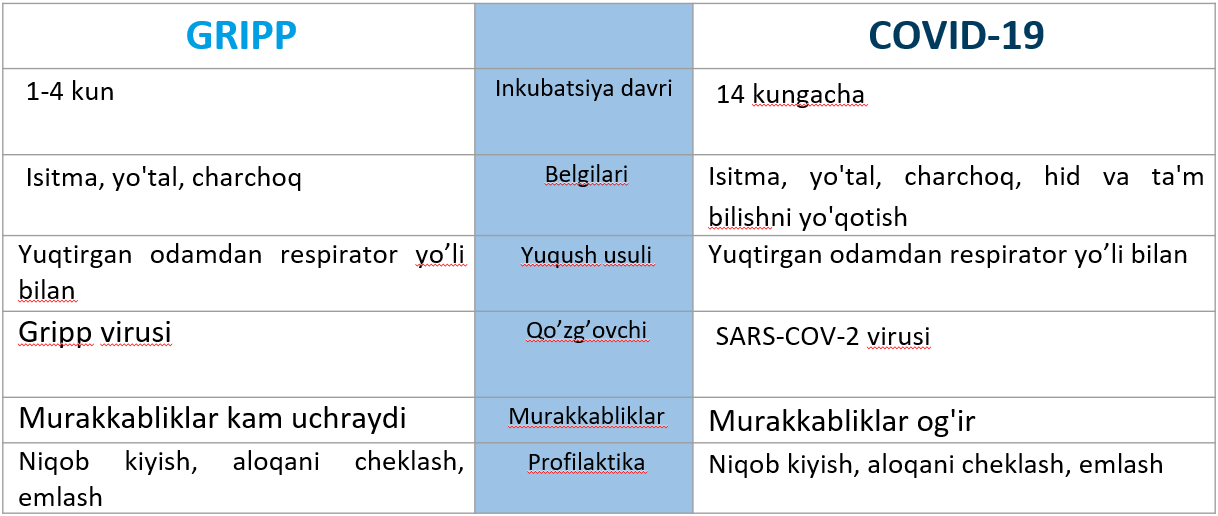 GRIPP COVID-19
1-4 kun Inkubatsiya davri 14 kungacha
Isitma, yo'tal, charchoq Belgilari Isitma, yo'tal, charchoq, hid va ta'm
bilishni yo'qotish
Yuqtirgan odamdan respirator yo’li Yuqush usuli Yuqtirgan odamdan respirator yo’li bilan
bilan
Gripp virusi Qo’zg’ovchi SARS-COV-2 virusi
Murakkabliklar kam uchraydi Murakkabliklar Murakkabliklar og'ir
Niqob kiyish, aloqani cheklash, Profilaktika Niqob kiyish, aloqani cheklash, emlash
emlash